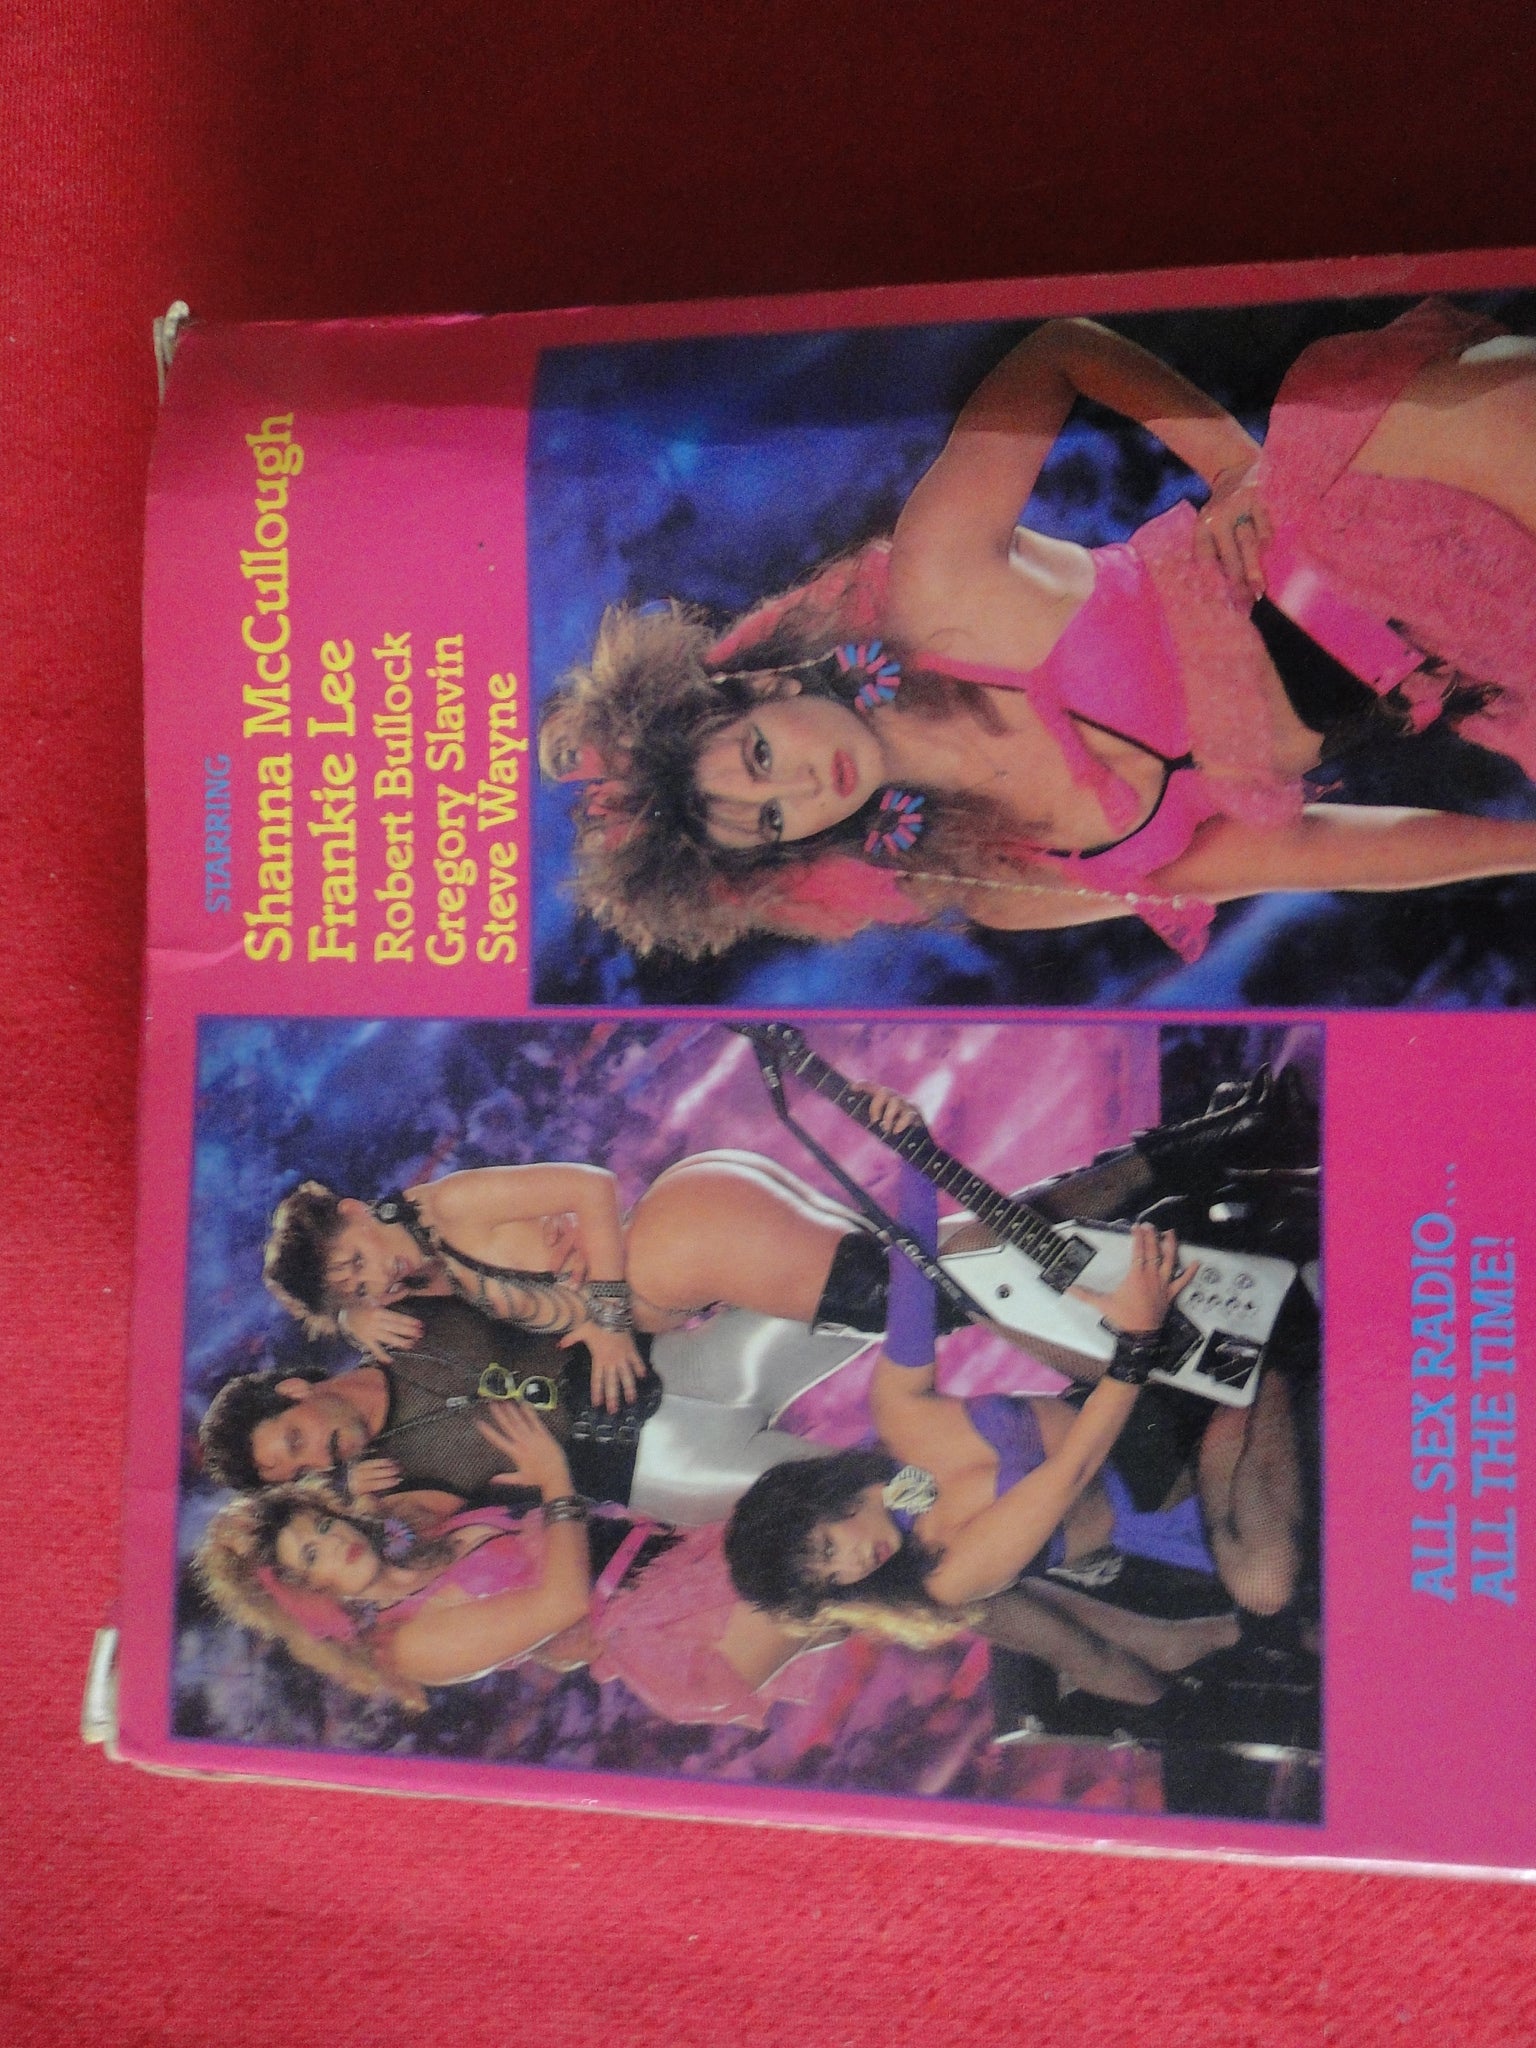 STARRING
Shanna McCullough
Frankie Lee
Robert Bullock
Gregory Slavin
Steve Wayne
ALL SEX RADIO...
ALL THE TIME!